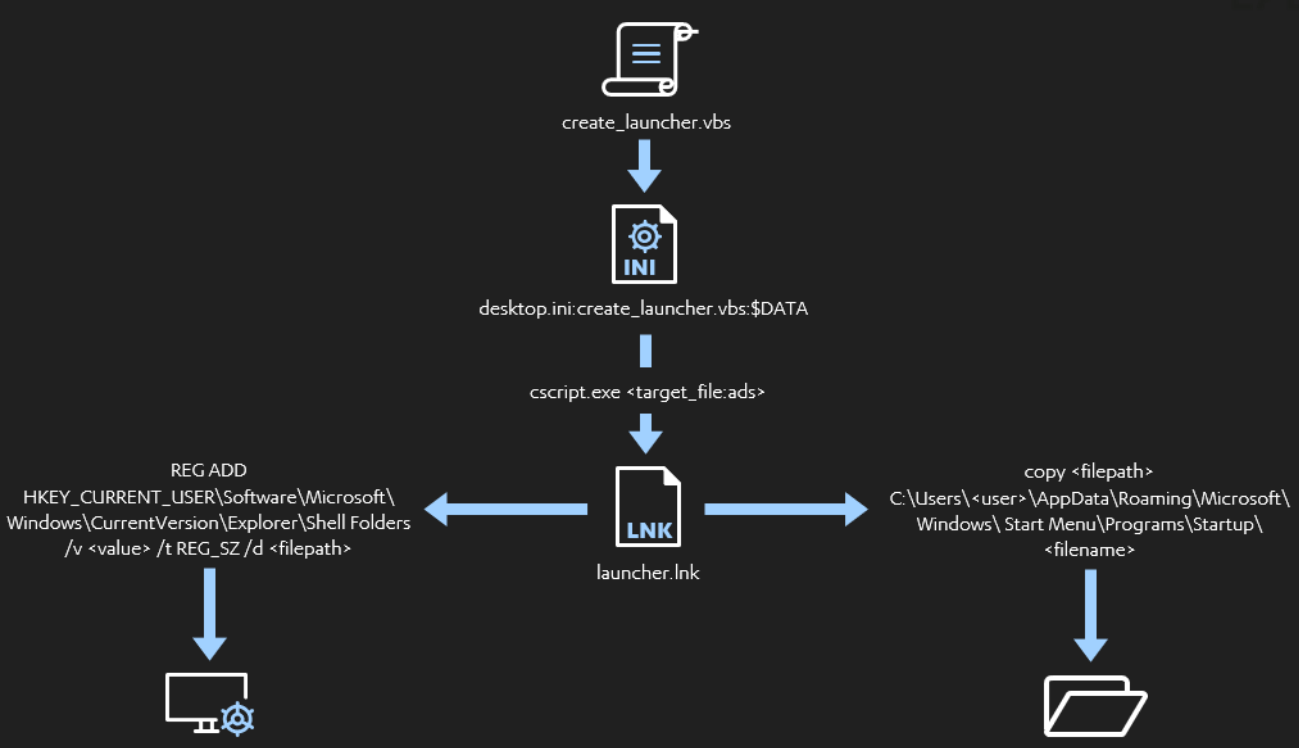 create_launcher.vbs
INI
desktop.ini:create_launcher.vbs:$DATA
cscript.exe <target_file:ads>
REG ADD
HKEY_CURRENT_USER\Software\Microsoft\
Windows\CurrentVersion\Explorer\Shell Folders
/v <value> /t REG_SZ /d <filepath>
LNK
launcher.lnk
copy <filepath>
C:\Users\<user>\AppData\Roaming\Microsoft\
Windows\ Start Menu\Programs\Startup\
<filename>